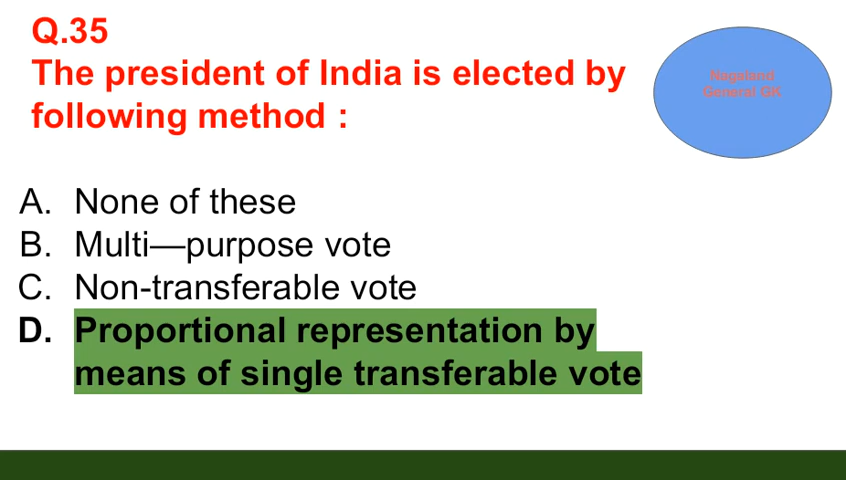 Q.35
The president of India is elected by
following method :
Nagaland
General GK
A. None of these
B. Multi—purpose vote
C. Non-transferable vote
D. Proportional representation by
means of single transferable vote